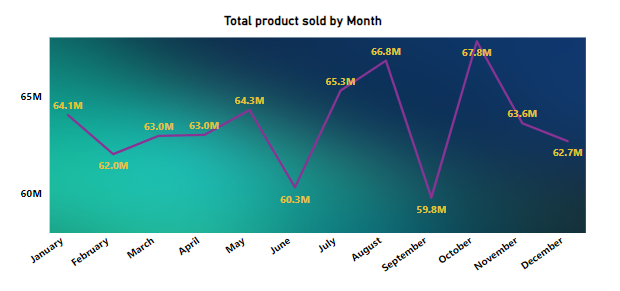 Total product sold by Month
65M
60M
64.1M
62.0M
63.0M
63.0M
64.3M
60.3M
65.3M
66.8M
59.8M
67.8M
63.6M
62.7M
January
February
March
April
May
June
July
August
September
October
November
December